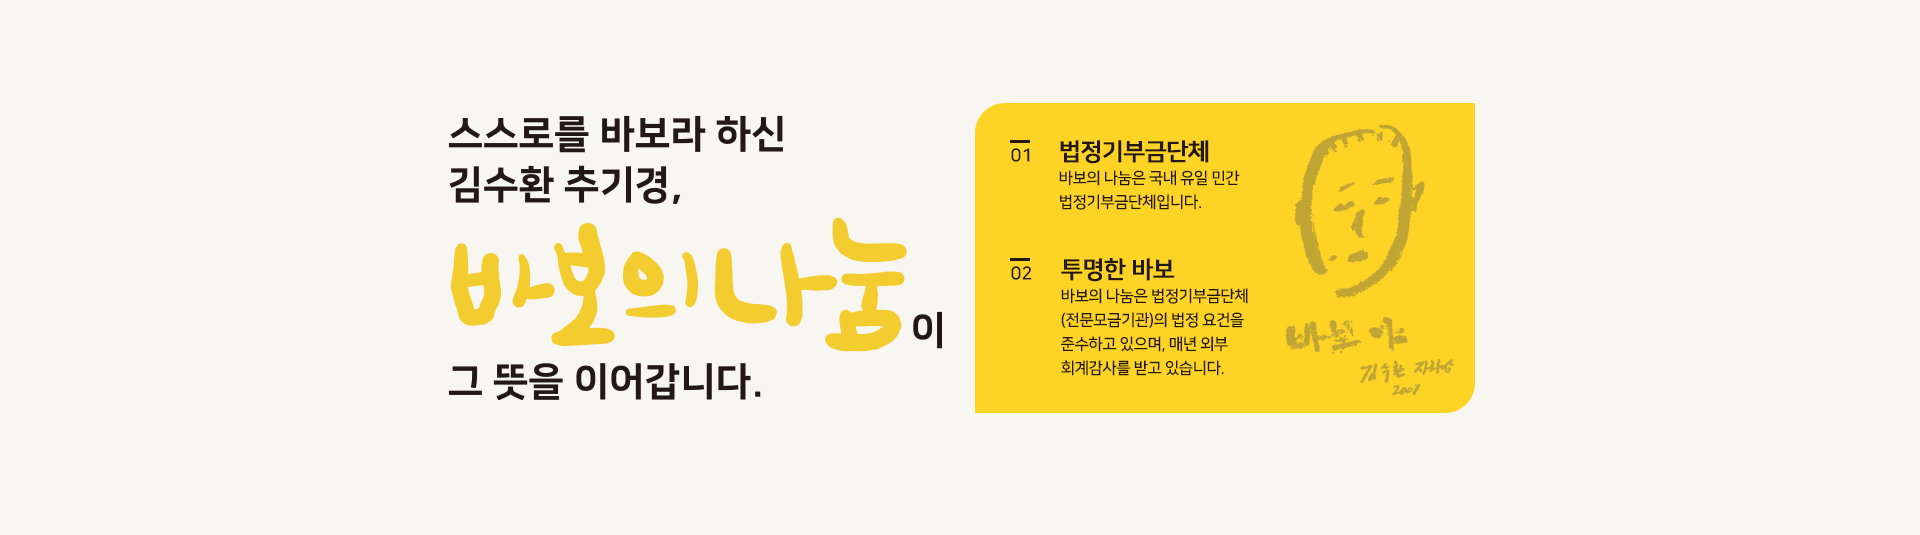 스스로를 바보라 하신
김수환 추기경,
바보의나눔이
그 뜻을 이어갑니다.
01
법정기부금단체
바보의 나눔은 국내 유일 민간
법정기부금단체입니다.
02
투명한 바보
바보의 나눔은 법정기부금단체
(전문모금기관)의 법정 요건을
준수하고 있으며, 매년 외부
회계감사를 받고 있습니다.
바보야
김수환 자화상
2007